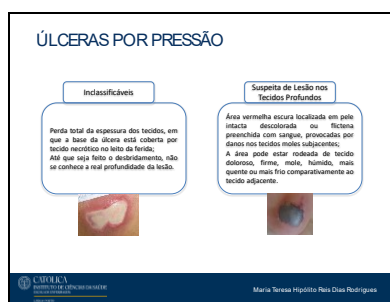 ÚLCERAS POR PRESSÃO
Inclassificáveis
Perda total da espessura dos tecidos, em
que a base da úlcera está coberta por
tecido necrótico no leito da ferida;
Até que seja feito o desbridamento, não
se conhece a real profundidade da lesão.
Suspeita de Lesão nos
Tecidos Profundos
Área vermelha escura localizada em pele
intacta descolorada ou flictena
preenchida com sangue, provocadas por
danos nos tecidos moles subjacentes;
A área pode estar rodeada de tecido
doloroso, firme, mole, húmido, mais
quente ou mais frio comparativamente ao
tecido adjacente.
CATOLICA
INSTITUTO DE CIÊNCIAS DA SAÚDE
Maria Teresa Hipólito Reis Dias Rodrigues